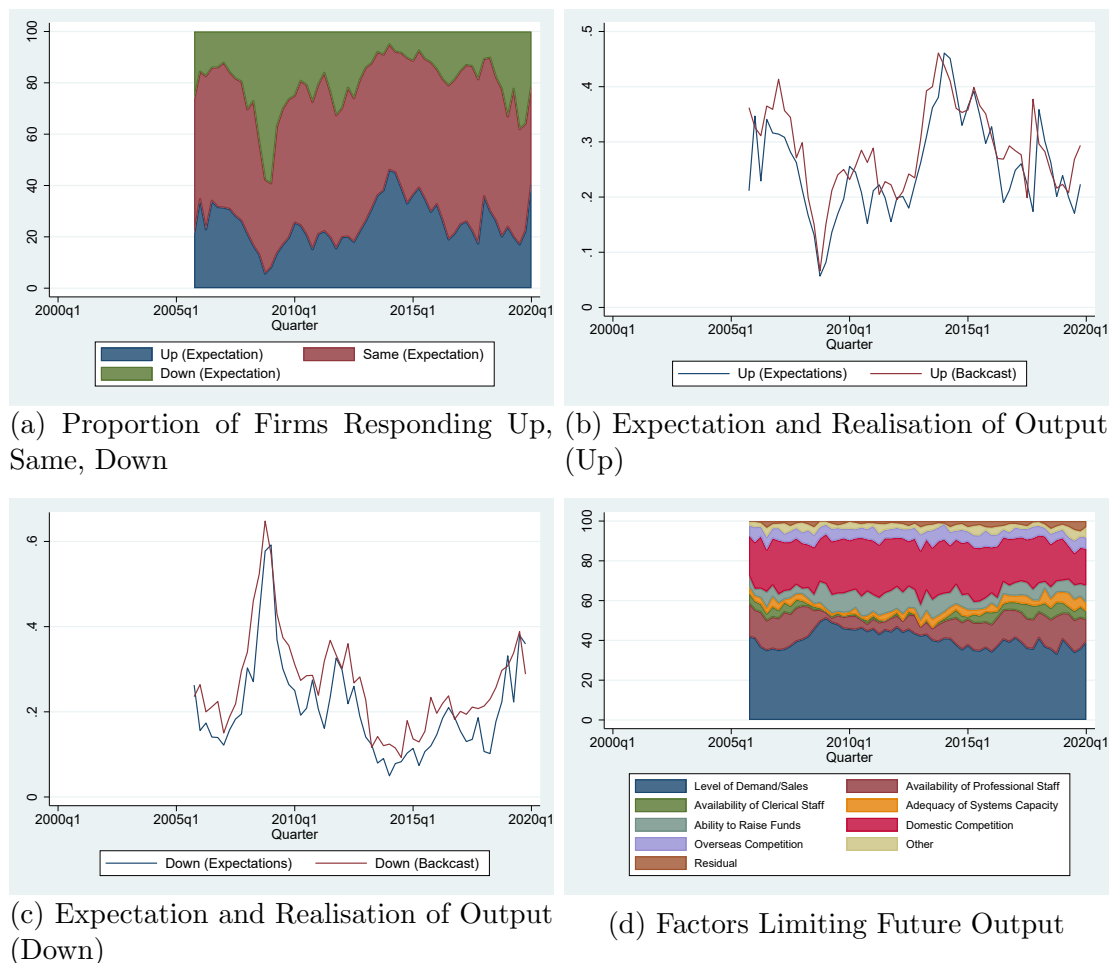 100
80
60
40
20
0
2000q1 2005q1 2010q1 2015q1 2020q1
Quarter
Up (Expectation) Same (Expectation)
Down (Expectation)
(a) Proportion of Firms Responding Up,
Same, Down
.5
.4
.3
.2
.1
0
2000q1 2005q1 2010q1 2015q1 2020q1
Quarter
Up (Expectations) Up (Backcast)
(b) Expectation and Realisation of Output
(Up)
.6
.4
.2
0
2000q1 2005q1 2010q1 2015q1 2020q1
Quarter
Down (Expectations) Down (Backcast)
(c) Expectation and Realisation of Output
(Down)
100
80
60
40
20
0
2000q1 2005q1 2010q1 2015q1 2020q1
Quarter
Level of Demand/Sales Availability of Professional Staff
Availability of Clerical Staff Adequacy of Systems Capacity
Ability to Raise Funds Domestic Competition
Overseas Competition Other
Residual
(d) Factors Limiting Future Output